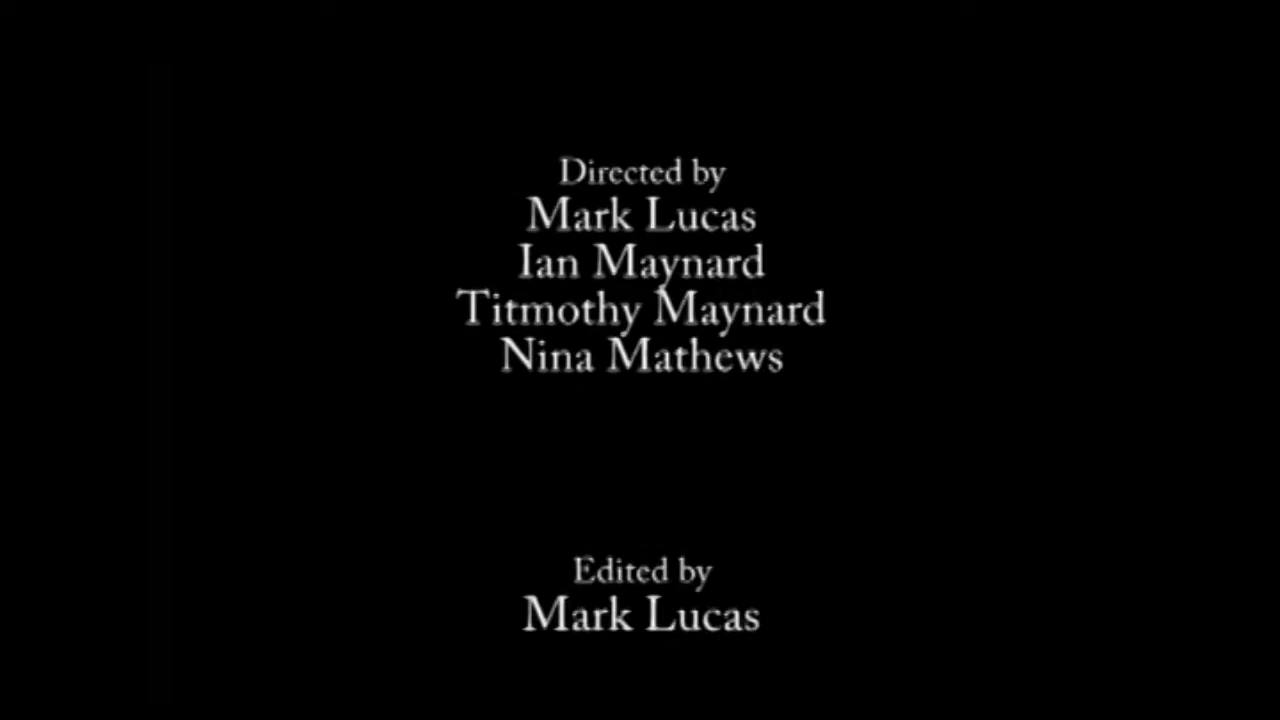 Directed by
Mark Lucas
Ian Maynard
Titmothy Maynard
Nina Mathews
Edited by
Mark Lucas